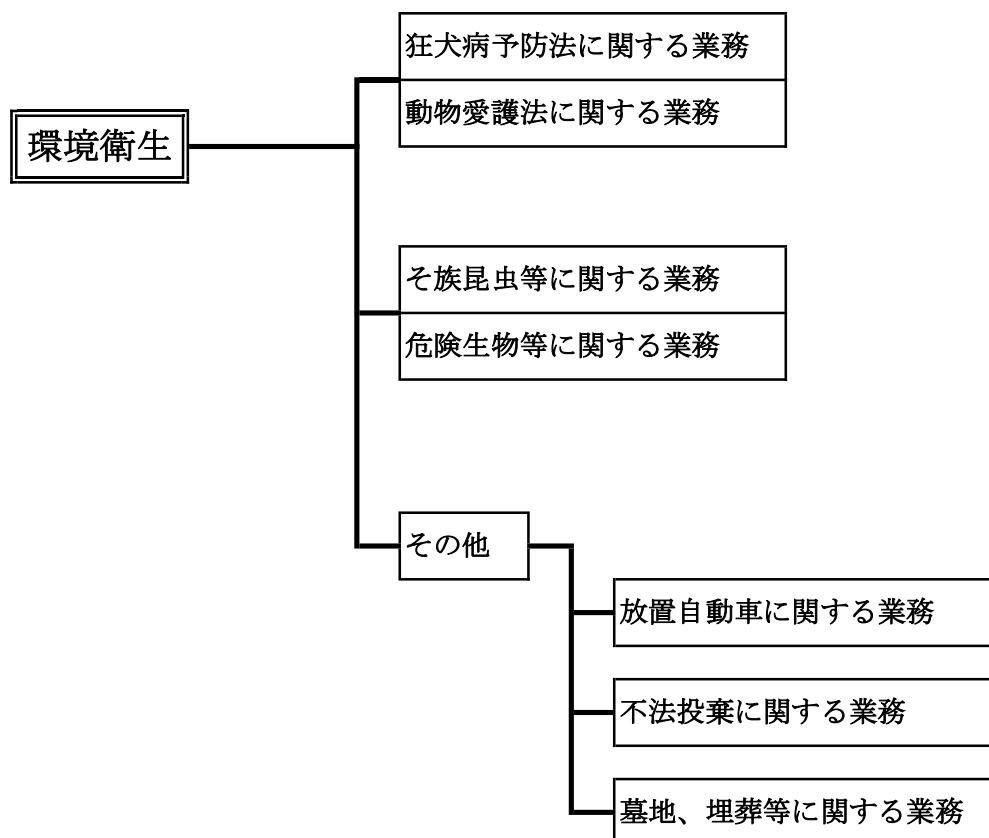 狂犬病予防法に関する業務
動物愛護法に関する業務
環境衛生
そ族昆虫等に関する業務
危険生物等に関する業務
その他
放置自動車に関する業務
不法投棄に関する業務
墓地、埋葬等に関する業務